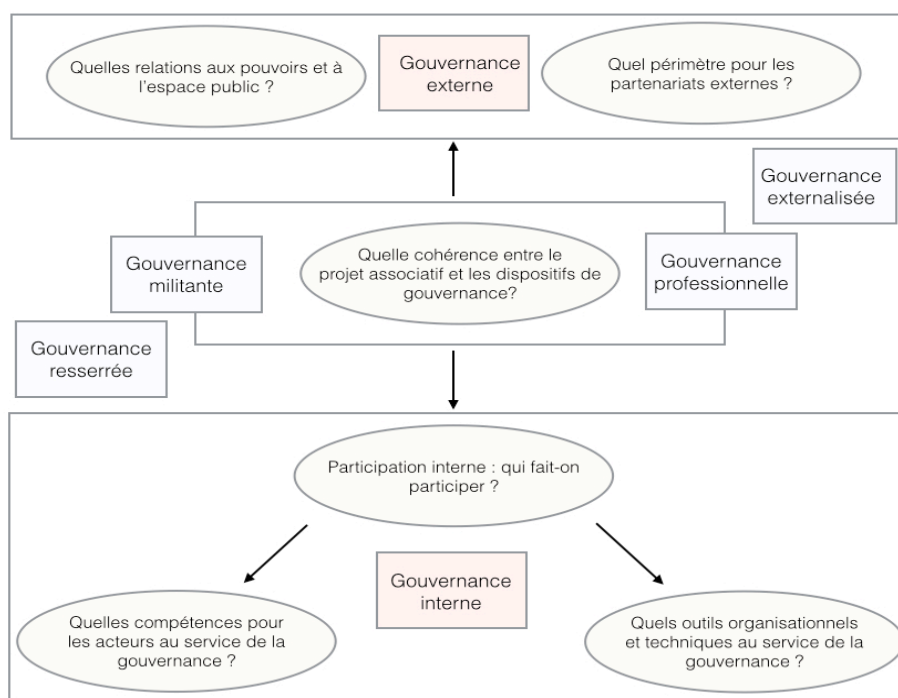 Quelles relations aux pouvoirs et à
l'espace public ?
Gouvernance
externe
Quel périmètre pour les
partenariats externes ?
Gouvernance
externalisée
Gouvernance
militante
Quelle cohérence entre le
projet associatif et les dispositifs de
gouvernance?
Gouvernance
professionnelle
Gouvernance
resserrée
Participation interne : qui fait-on
participer ?
Gouvernance
interne
Quelles compétences pour
les acteurs au service de la
gouvernance ?
Quels outils organisationnels
et techniques au service de la
gouvernance ?